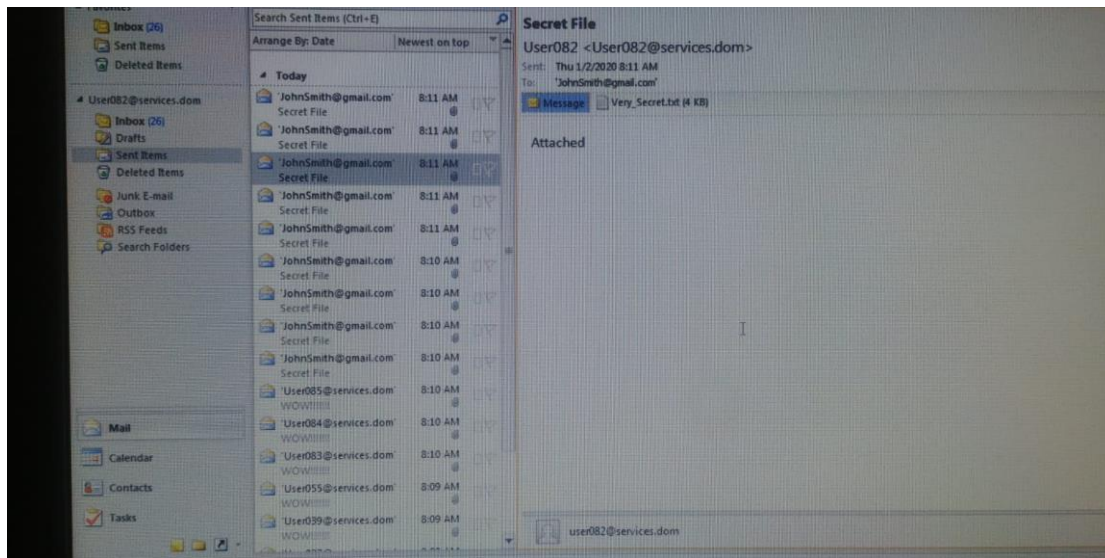 Inbox (26)
Sent Items
Deleted Items
User082@services.dom
Inbox (26)
Drafts
Sent Items
Deleted Items
Junk E-mail
Outbox
RSS Feeds
Search Folders
Mail
Calendar
Contacts
Tasks
Search Sent Items (Ctrl+E)
Arrange By: Date Newest on top
Today
'JohnSmith@gmail.com' 8:11 AM
Secret File
'JohnSmith@gmail.com' 8:11 AM
Secret File
'JohnSmith@gmail.com' 8:11 AM
Secret File
'JohnSmith@gmail.com' 8:11 AM
Secret File
'JohnSmith@gmail.com' 8:11 AM
Secret File
'JohnSmith@gmail.com' 8:10 AM
Secret File
'JohnSmith@gmail.com' 8:10 AM
Secret File
'JohnSmith@gmail.com' 8:10 AM
Secret File
'JohnSmith@gmail.com' 8:10 AM
Secret File
'User085@services.dom' 8:10 AM
WOW!!!!!!!
'User084@services.dom' 8:10 AM
WOW!!!!!!!
'User083@services.dom' 8:10 AM
WOW!!!!!!!
'User055@services.dom' 8:09 AM
WOW!!!!!!!
'User039@services.dom' 8:09 AM
WOW!!!!!!!
Secret File
User082 <User082@services.dom>
Sent: Thu 1/2/2020 8:11 AM
To: 'JohnSmith@gmail.com'
Message Very_Secret.txt (4 KB)
Attached
user082@services.dom